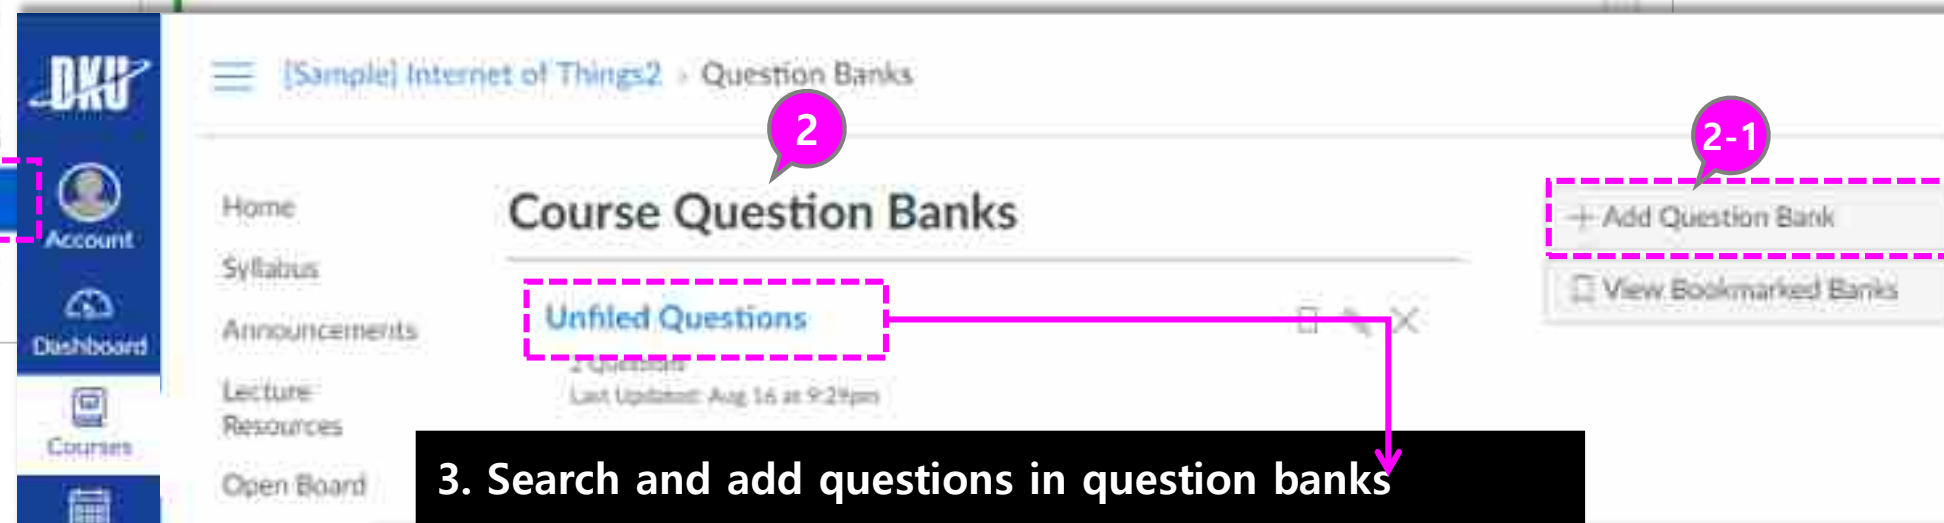 DKU
[Sample] Internet of Things2 › Question Banks
2
2-1
Account
Dashboard
Courses
Home
Syllabus
Announcements
Lecture
Resources
Open Board
Course Question Banks
Unfiled Questions
2 Questions
Last Updated: Aug 16 at 9:29pm
+ Add Question Bank
View Bookmarked Banks
3. Search and add questions in question banks